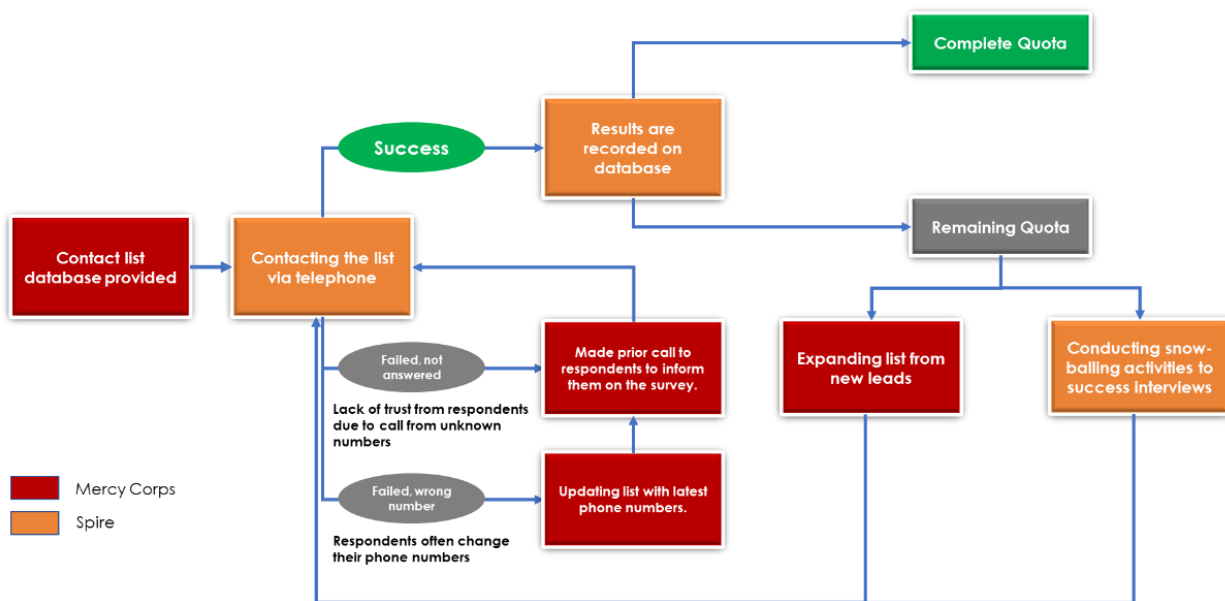 Complete Quota
Success
Results are
recorded on
database
Remaining Quota
Contact list
database provided
Contacting the list
via telephone
Failed, not
answered
Lack of trust from respondents
due to call from unknown
numbers
Made prior call to
respondents to inform
them on the survey.
Expanding list from
new leads
Conducting snow-
balling activities to
success interviews
Failed, wrong
number
Respondents often change
their phone numbers
Updating list with latest
phone numbers.
Mercy Corps
Spire